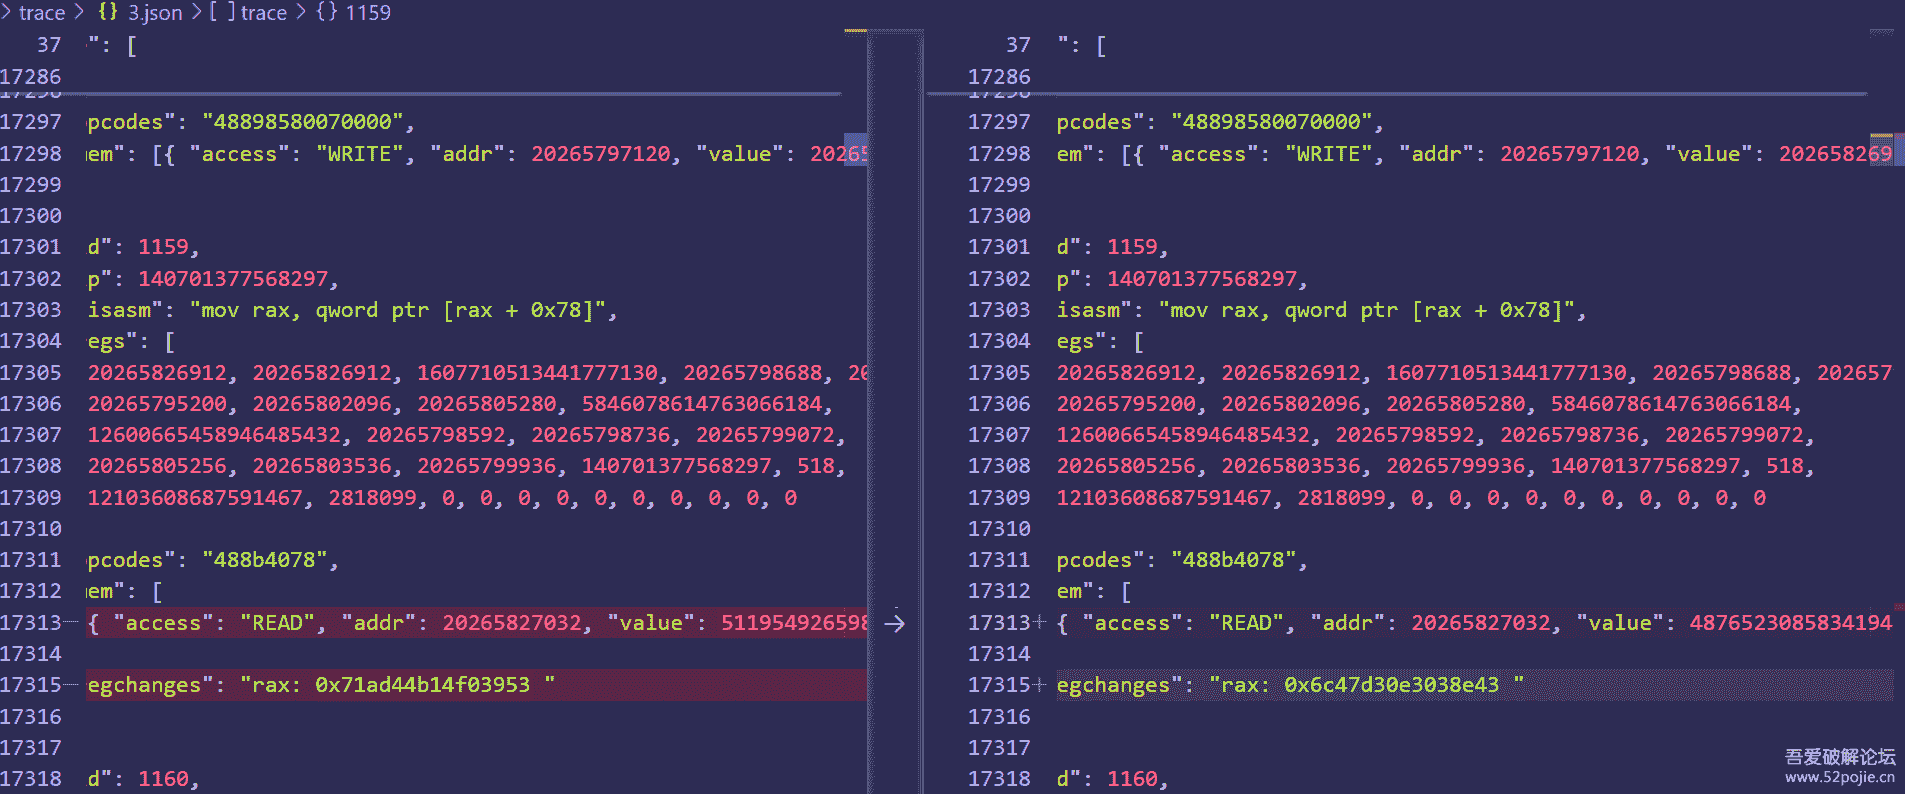 > trace > {} 3.json > [ ] trace > {} 1159
37 ": [
17286
17297 pcodes": "48898580070000",
17298 em": [{ "access": "WRITE", "addr": 20265797120, "value": 20265
17299
17300
17301 d": 1159,
17302 p": 140701377568297,
17303 isasm": "mov rax, qword ptr [rax + 0x78]",
17304 egs": [
17305 20265826912, 20265826912, 1607710513441777130, 20265798688, 20
17306 20265795200, 20265802096, 20265805280, 5846078614763066184,
17307 12600665458946485432, 20265798592, 20265798736, 20265799072,
17308 20265805256, 20265803536, 20265799936, 140701377568297, 518,
17309 12103608687591467, 2818099, 0, 0, 0, 0, 0, 0, 0, 0, 0, 0
17310
17311 pcodes": "488b4078",
17312 em": [
17313— { "access": "READ", "addr": 20265827032, "value": 511954926598
17314
17315— egchanges": "rax: 0x71ad44b14f03953 "
17316
17317
17318 d": 1160,
→
37 ": [
17286
17297 pcodes": "48898580070000",
17298 em": [{ "access": "WRITE", "addr": 20265797120, "value": 202658269
17299
17300
17301 d": 1159,
17302 p": 140701377568297,
17303 isasm": "mov rax, qword ptr [rax + 0x78]",
17304 egs": [
17305 20265826912, 20265826912, 1607710513441777130, 20265798688, 202657
17306 20265795200, 20265802096, 20265805280, 5846078614763066184,
17307 12600665458946485432, 20265798592, 20265798736, 20265799072,
17308 20265805256, 20265803536, 20265799936, 140701377568297, 518,
17309 12103608687591467, 2818099, 0, 0, 0, 0, 0, 0, 0, 0, 0, 0
17310
17311 pcodes": "488b4078",
17312 em": [
17313+ { "access": "READ", "addr": 20265827032, "value": 4876523085834194
17314
17315+ egchanges": "rax: 0x6c47d30e3038e43 "
17316
17317
17318 d": 1160,
吾爱破解论坛
www.52pojie.cn